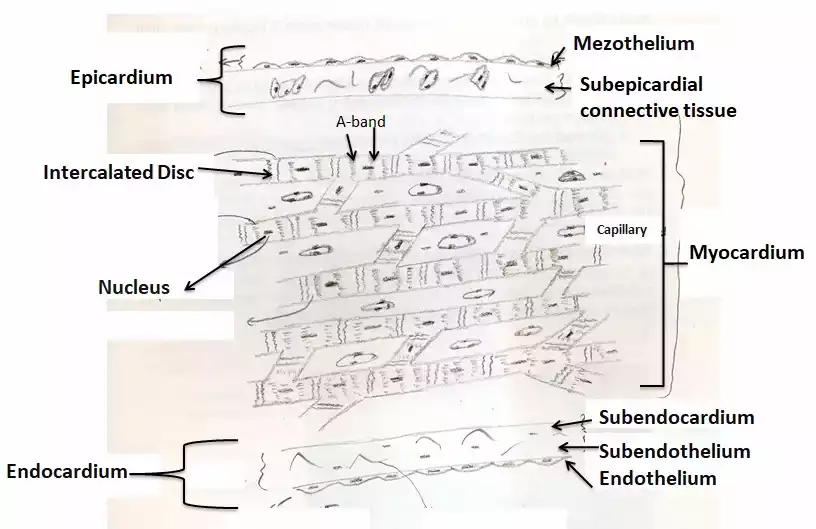 Mezothelium
Epicardium
Subepicardial
connective tissue
A-band
Intercalated Disc
Capillary
Myocardium
Nucleus
Subendocardium
Subendothelium
Endocardium
Endothelium